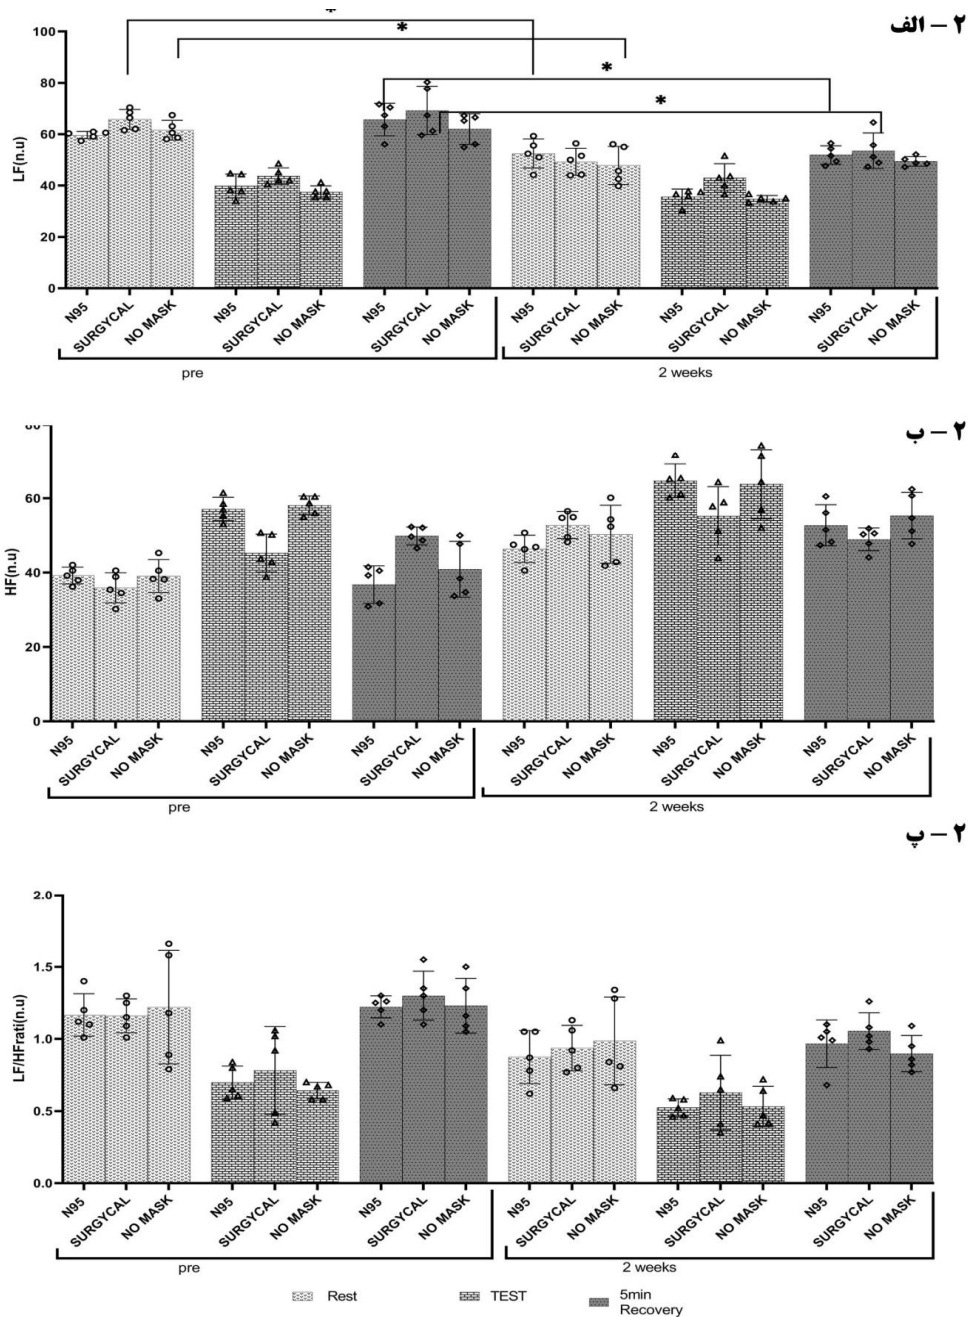 ۲ – الف
*
*
*
*
100
80
60
40
20
0
LF(n.u)
N95 SURGYCAL NO MASK N95 SURGYCAL NO MASK N95 SURGYCAL NO MASK N95 SURGYCAL NO MASK N95 SURGYCAL NO MASK N95 SURGYCAL NO MASK
pre 2 weeks
۲ – ب
80
60
40
20
0
HF(n.u)
N95 SURGYCAL NO MASK N95 SURGYCAL NO MASK N95 SURGYCAL NO MASK N95 SURGYCAL NO MASK N95 SURGYCAL NO MASK N95 SURGYCAL NO MASK
pre 2 weeks
۲ – پ
2.0
1.5
1.0
0.5
0.0
LF/HFrati(n.u)
N95 SURGYCAL NO MASK N95 SURGYCAL NO MASK N95 SURGYCAL NO MASK N95 SURGYCAL NO MASK N95 SURGYCAL NO MASK N95 SURGYCAL NO MASK
pre 2 weeks
Rest TEST 5min
Recovery